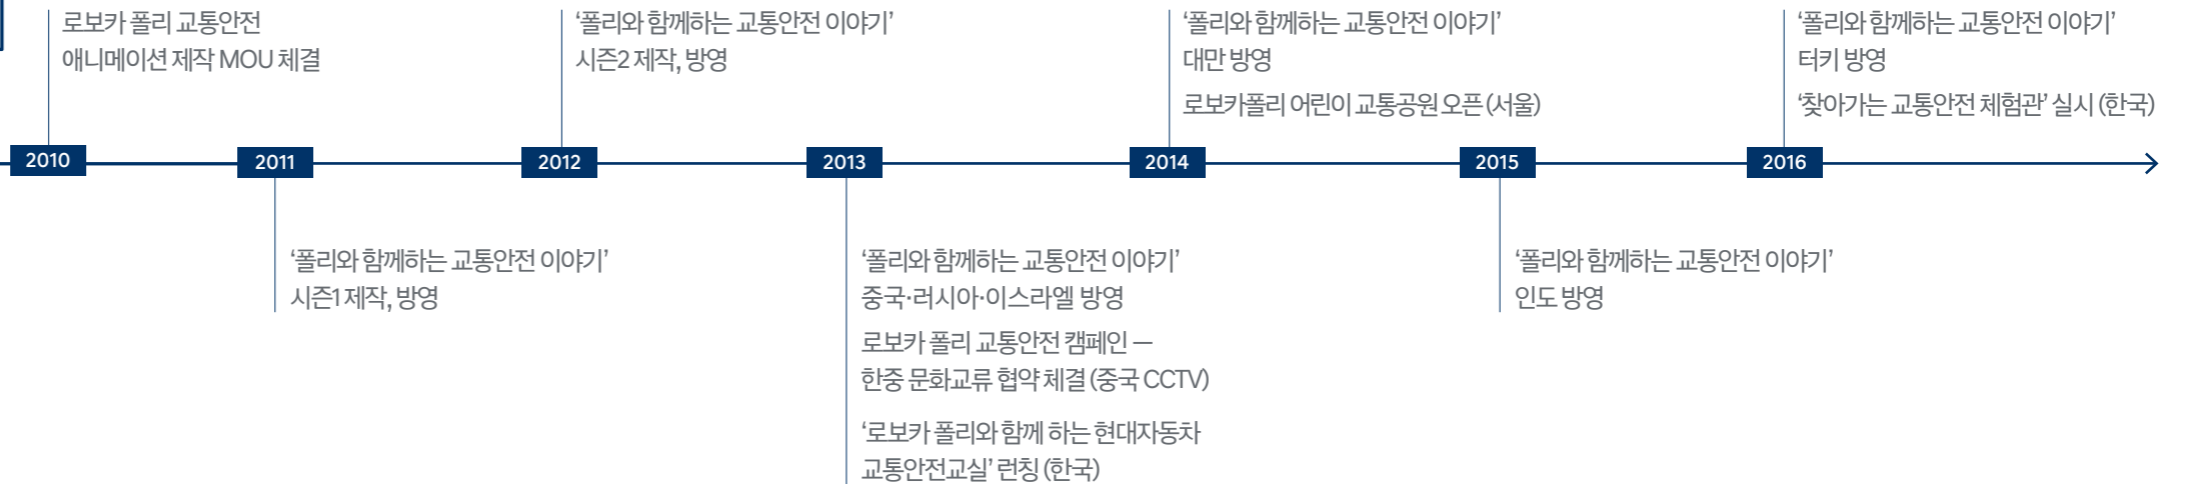 로보카 폴리 교통안전
애니메이션 제작 MOU 체결
‘폴리와 함께하는 교통안전 이야기’
시즌2 제작, 방영
‘폴리와 함께하는 교통안전 이야기’
대만 방영
로보카폴리 어린이 교통공원 오픈 (서울)
‘폴리와 함께하는 교통안전 이야기’
터키 방영
‘찾아가는 교통안전 체험관’ 실시 (한국)
2010
2011
2012
2013
2014
2015
2016
‘폴리와 함께하는 교통안전 이야기’
시즌1 제작, 방영
‘폴리와 함께하는 교통안전 이야기’
중국·러시아·이스라엘 방영
로보카 폴리 교통안전 캠페인 –
한중 문화교류 협약 체결 (중국 CCTV)
‘로보카 폴리와 함께 하는 현대자동차
교통안전교실’ 런칭 (한국)
‘폴리와 함께하는 교통안전 이야기’
인도 방영